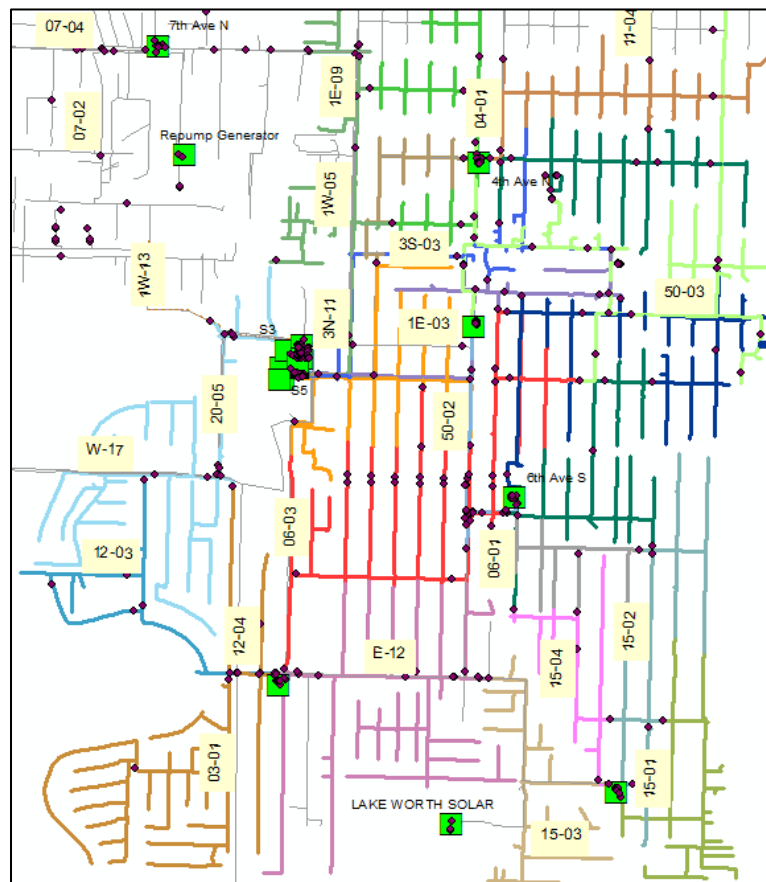 07-04
7th Ave N
11-04
1E-09
04-01
07-02
Repump Generator
4th Ave N
1W-05
3S-03
1W-13
50-03
3N-11
1E-03
S3
S5
20-05
50-02
W-17
6th Ave S
06-03
06-01
12-03
12-04
E-12
15-04
15-02
03-01
15-01
LAKE WORTH SOLAR
15-03